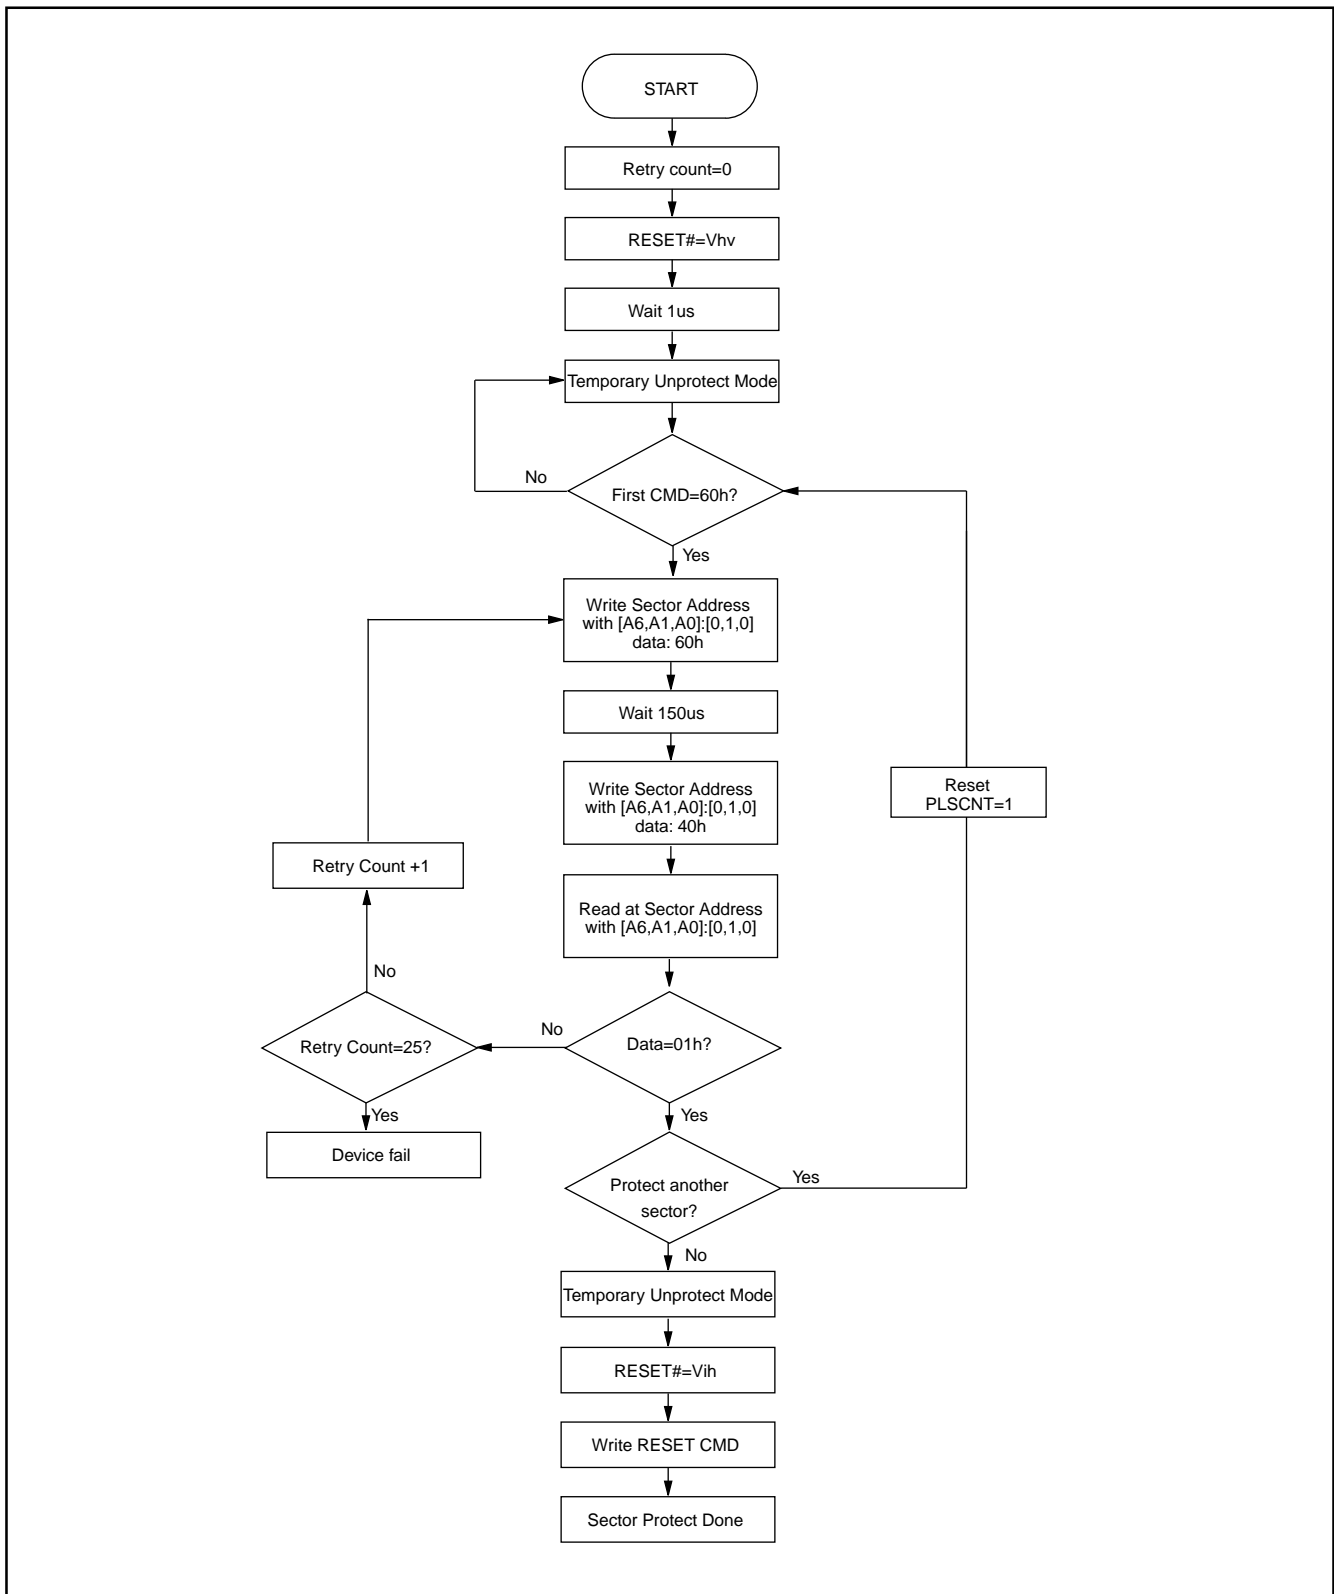 START
Retry count=0
RESET#=Vhv
Wait 1us
Temporary Unprotect Mode
No
First CMD=60h?
Yes
Write Sector Address
with [A6,A1,A0]:[0,1,0]
data: 60h
Wait 150us
Write Sector Address
with [A6,A1,A0]:[0,1,0]
data: 40h
Reset
PLSCNT=1
Retry Count +1
Read at Sector Address
with [A6,A1,A0]:[0,1,0]
No
No
Retry Count=25?
Data=01h?
Yes
Yes
Device fail
Protect another
sector?
Yes
No
Temporary Unprotect Mode
RESET#=Vih
Write RESET CMD
Sector Protect Done